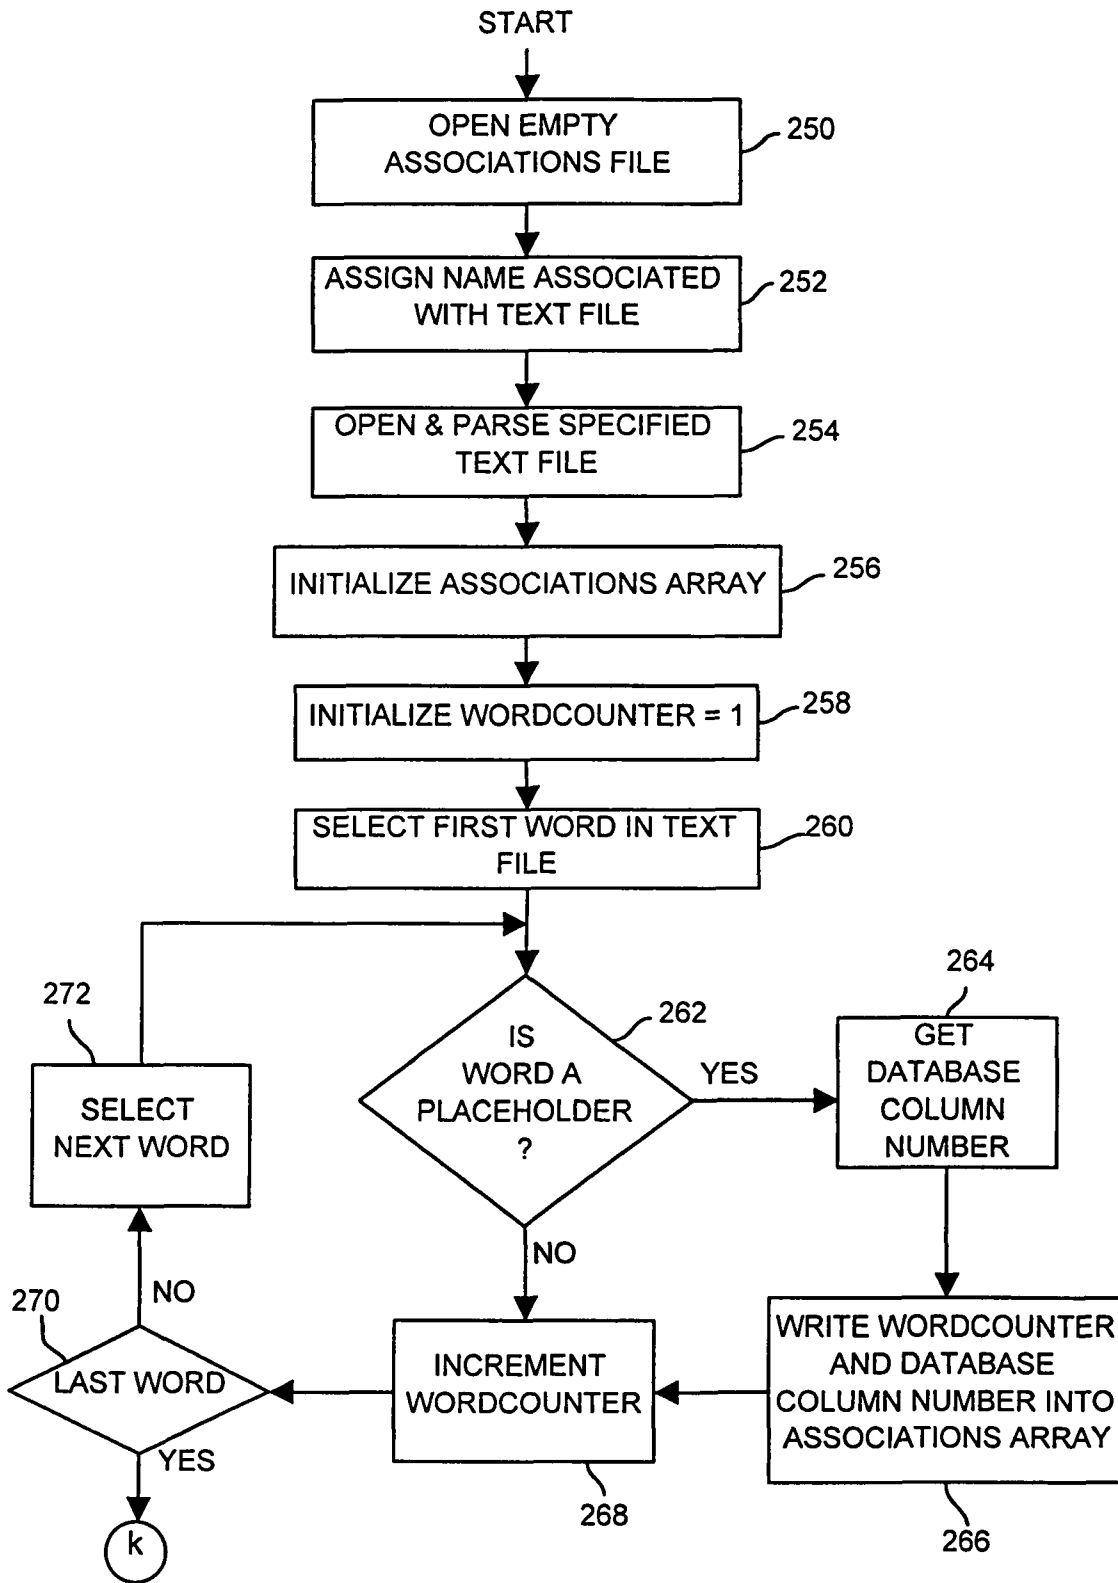 START
OPEN EMPTY
ASSOCIATIONS FILE
250
ASSIGN NAME ASSOCIATED
WITH TEXT FILE
252
OPEN & PARSE SPECIFIED
TEXT FILE
254
INITIALIZE ASSOCIATIONS ARRAY
256
INITIALIZE WORDCOUNTER = 1
258
SELECT FIRST WORD IN TEXT
FILE
260
IS
WORD A
PLACEHOLDER
?
262
YES
264
GET
DATABASE
COLUMN
NUMBER
272
SELECT
NEXT WORD
NO
NO
270
LAST WORD
YES
INCREMENT
WORDCOUNTER
268
WRITE WORDCOUNTER
AND DATABASE
COLUMN NUMBER INTO
ASSOCIATIONS ARRAY
266
k